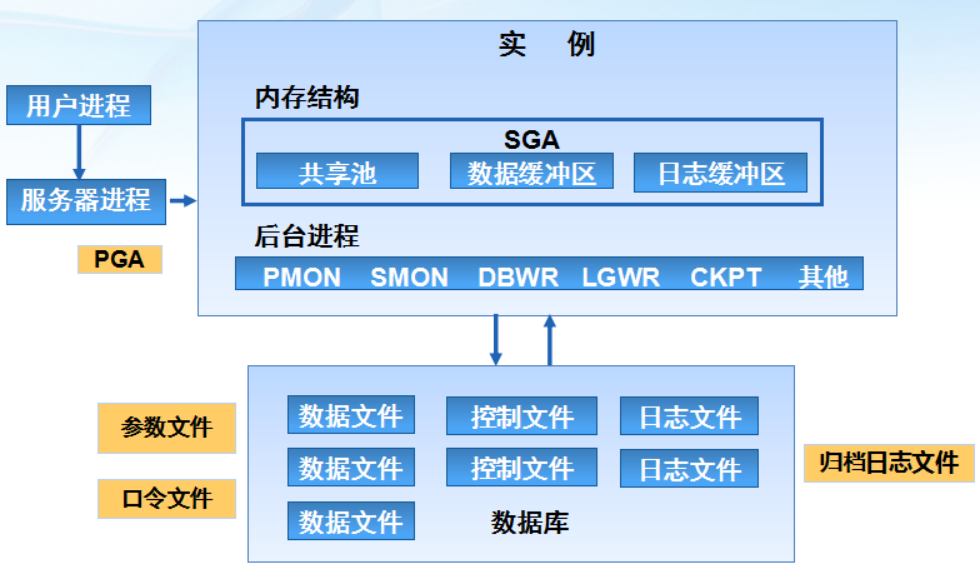 实 例
内存结构
用户进程
SGA
共享池 数据缓冲区 日志缓冲区
服务器进程
后台进程
PGA
PMON SMON DBWR LGWR CKPT 其他
数据文件 控制文件 日志文件
参数文件
数据文件 控制文件 日志文件
归档日志文件
口令文件
数据文件 数据库